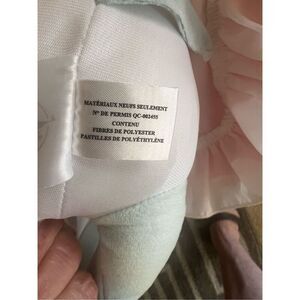 MATÉRIAUX NEUFS SEULEMENT
Nº DE PERMIS QC-002455
CONTENU
FIBRES DE POLYESTER
PASTILLES DE POLYÉTHYLÈNE